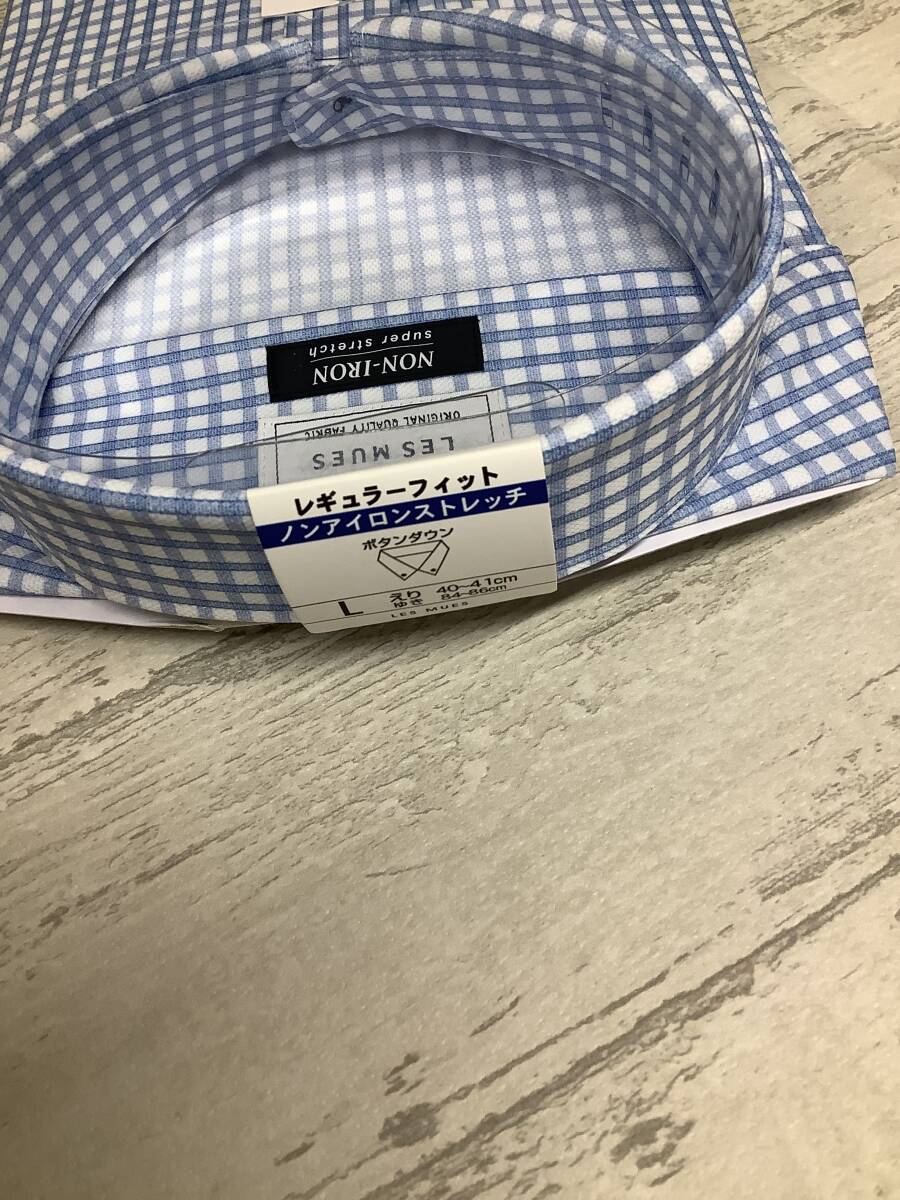 NON-IRON
Super Stretch
LES MUES
ORIGINAL QUALITY FABRIC
レギュラーフィット
ノンアイロンストレッチ
ボタンダウン
L
えり 40~41cm
ゆき 84-86cm
LES MUES